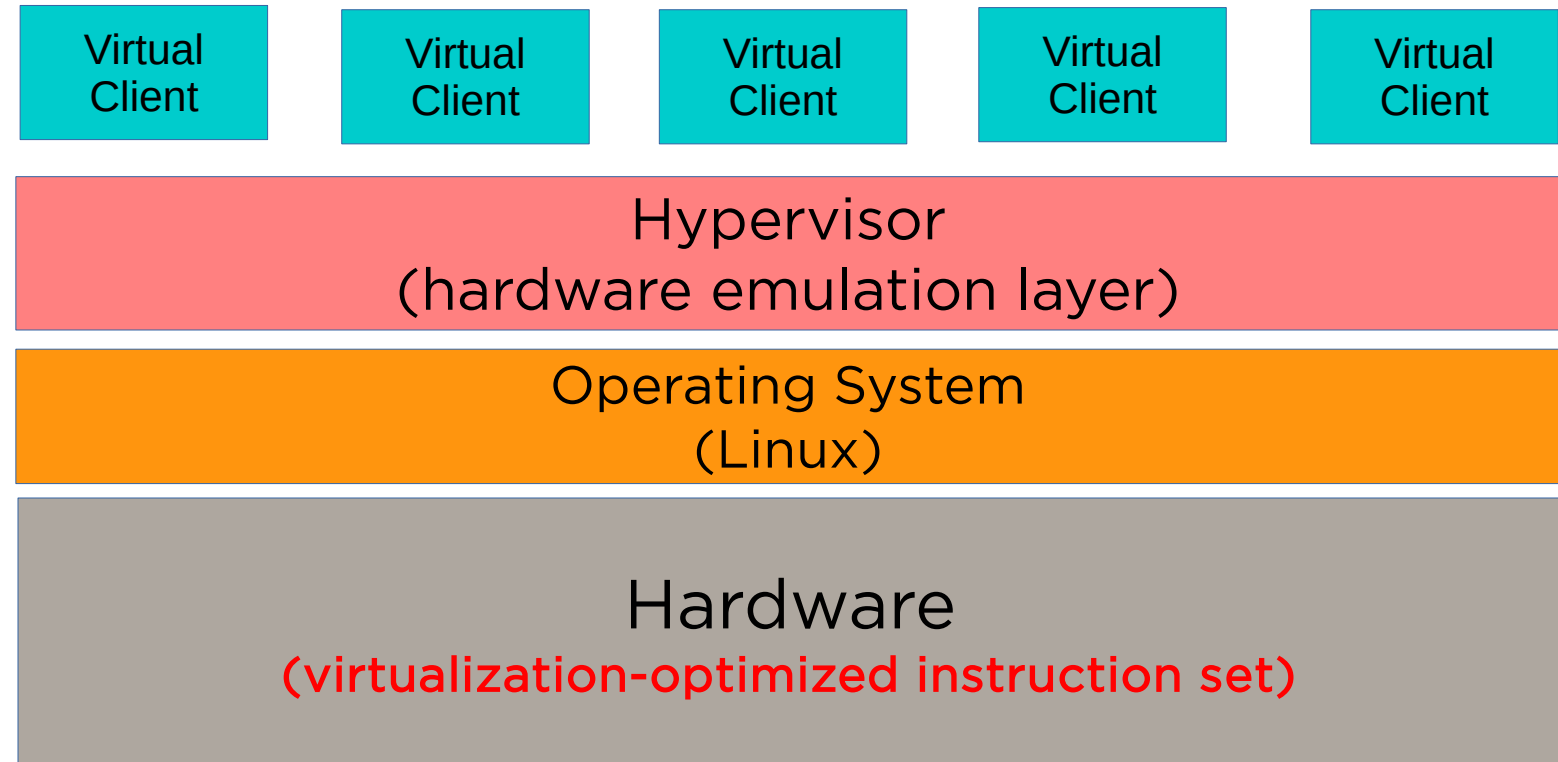 Virtual
Client
Virtual
Client
Virtual
Client
Virtual
Client
Virtual
Client
Hypervisor
(hardware emulation layer)
Operating System
(Linux)
Hardware
(virtualization-optimized instruction set)